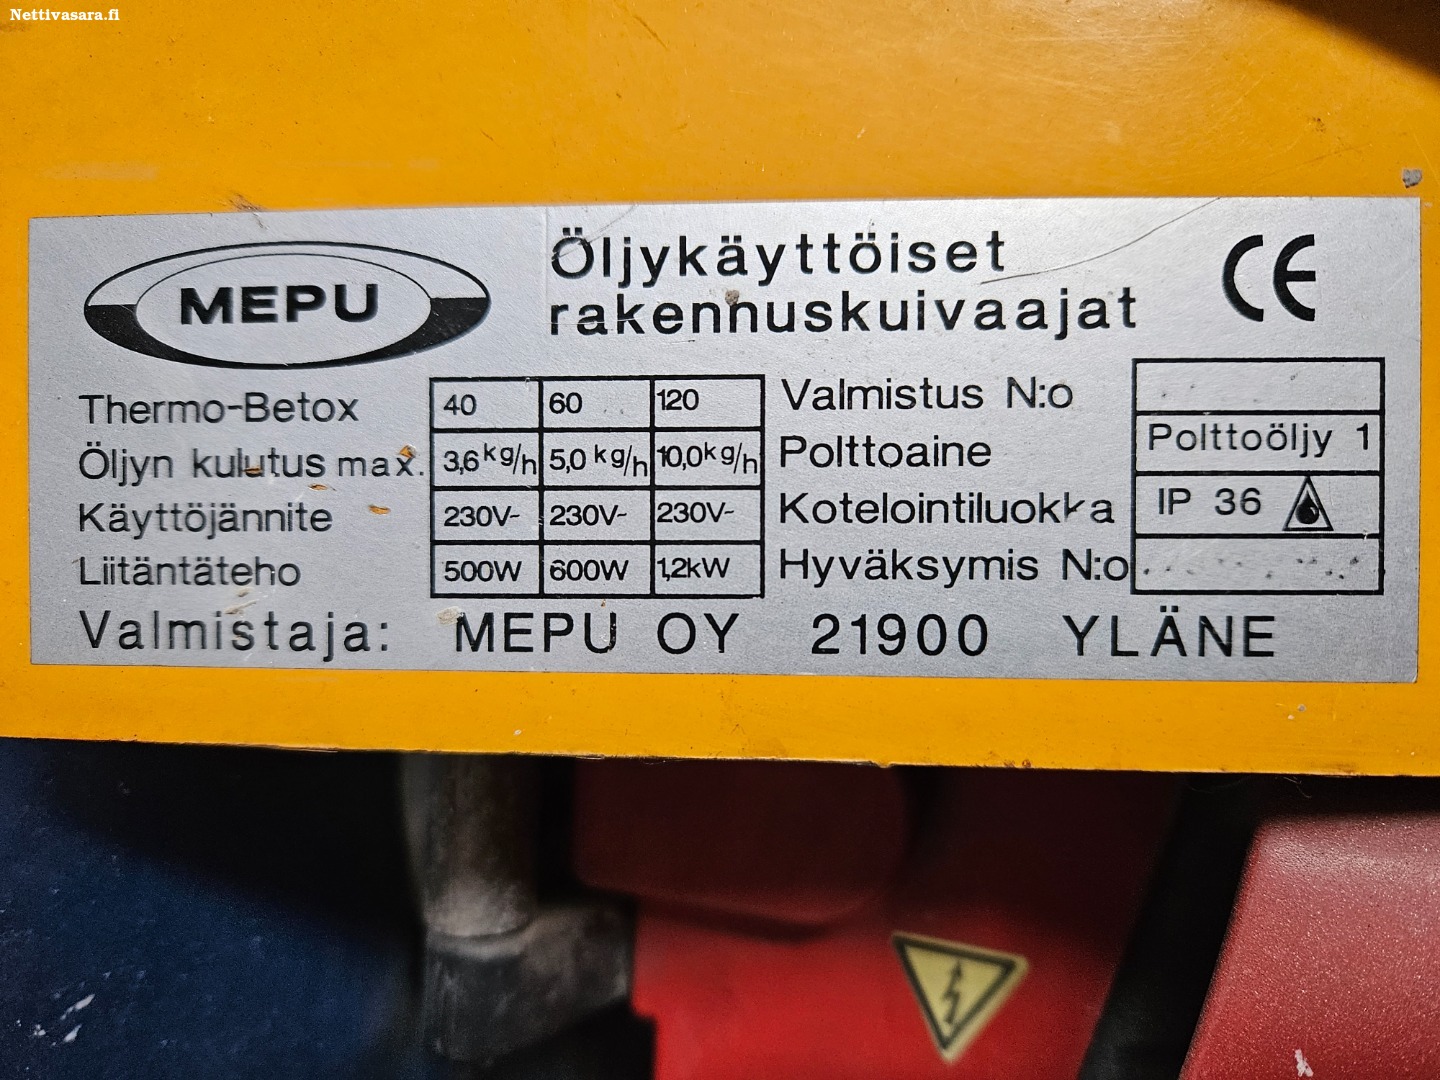 Nettivasara.fi
MEPU
Öljykäyttöiset
rakennuskuivaajat
CE
Thermo-Betox 40 60 120
Öljyn kulutus max. 3,6 kg/h 5,0 kg/h 10,0 kg/h
Käyttöjännite 230V~ 230V~ 230V~
Liitäntäteho 500W 600W 1,2kW
Valmistus N:o
Polttoaine Polttoöljy 1
Kotelointiluokka IP 36
Hyväksymis N:o
Valmistaja: MEPU OY 21900 YLÄNE